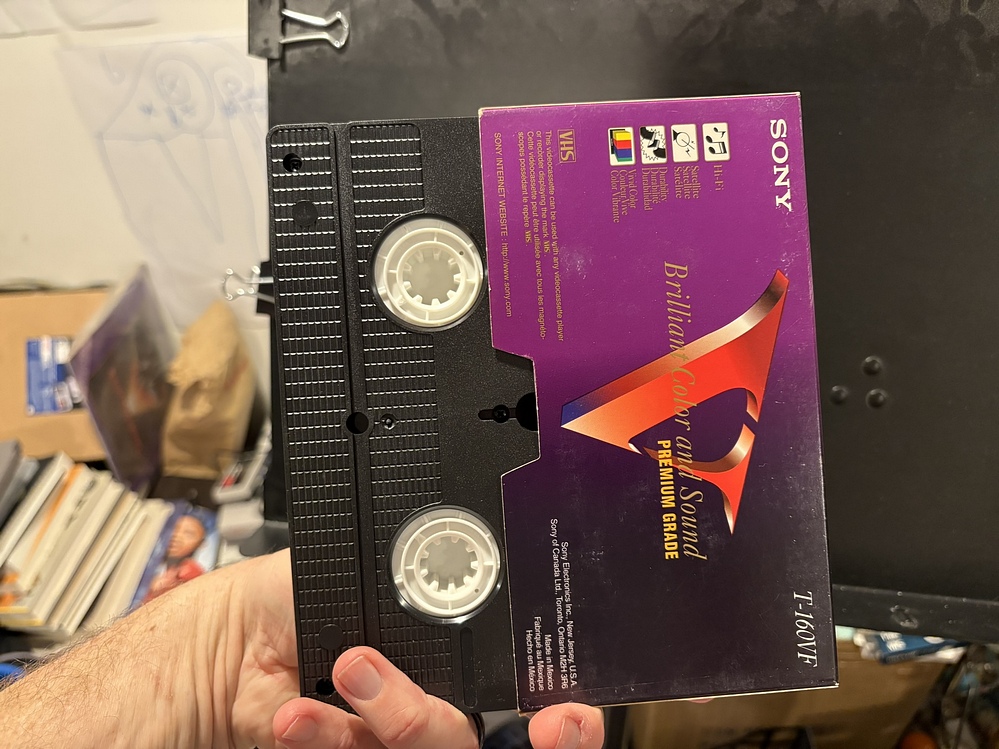 SONY
T-160VF
Hi-Fi
Satellite
Satellite
Satélite
Durability
Durabilité
Durabilidad
Vivid Color
Couleur Vive
Color Vibrante
Brilliant Color and Sound
PREMIUM GRADE
VHS
This videocassette can be used with any videocassette player
or recorder displaying the mark VHS.
Cette vidéocassette peut être utilisée avec tous les magnéto-
scopes possédant le repère VHS.
SONY INTERNET WEBSITE : http://www.sony.com
Sony Electronics Inc., New Jersey, U.S.A.
Sony of Canada Ltd., Toronto, Ontario M2H 3R6
Made in Mexico
Fabriqué au Mexique
Hecho en México